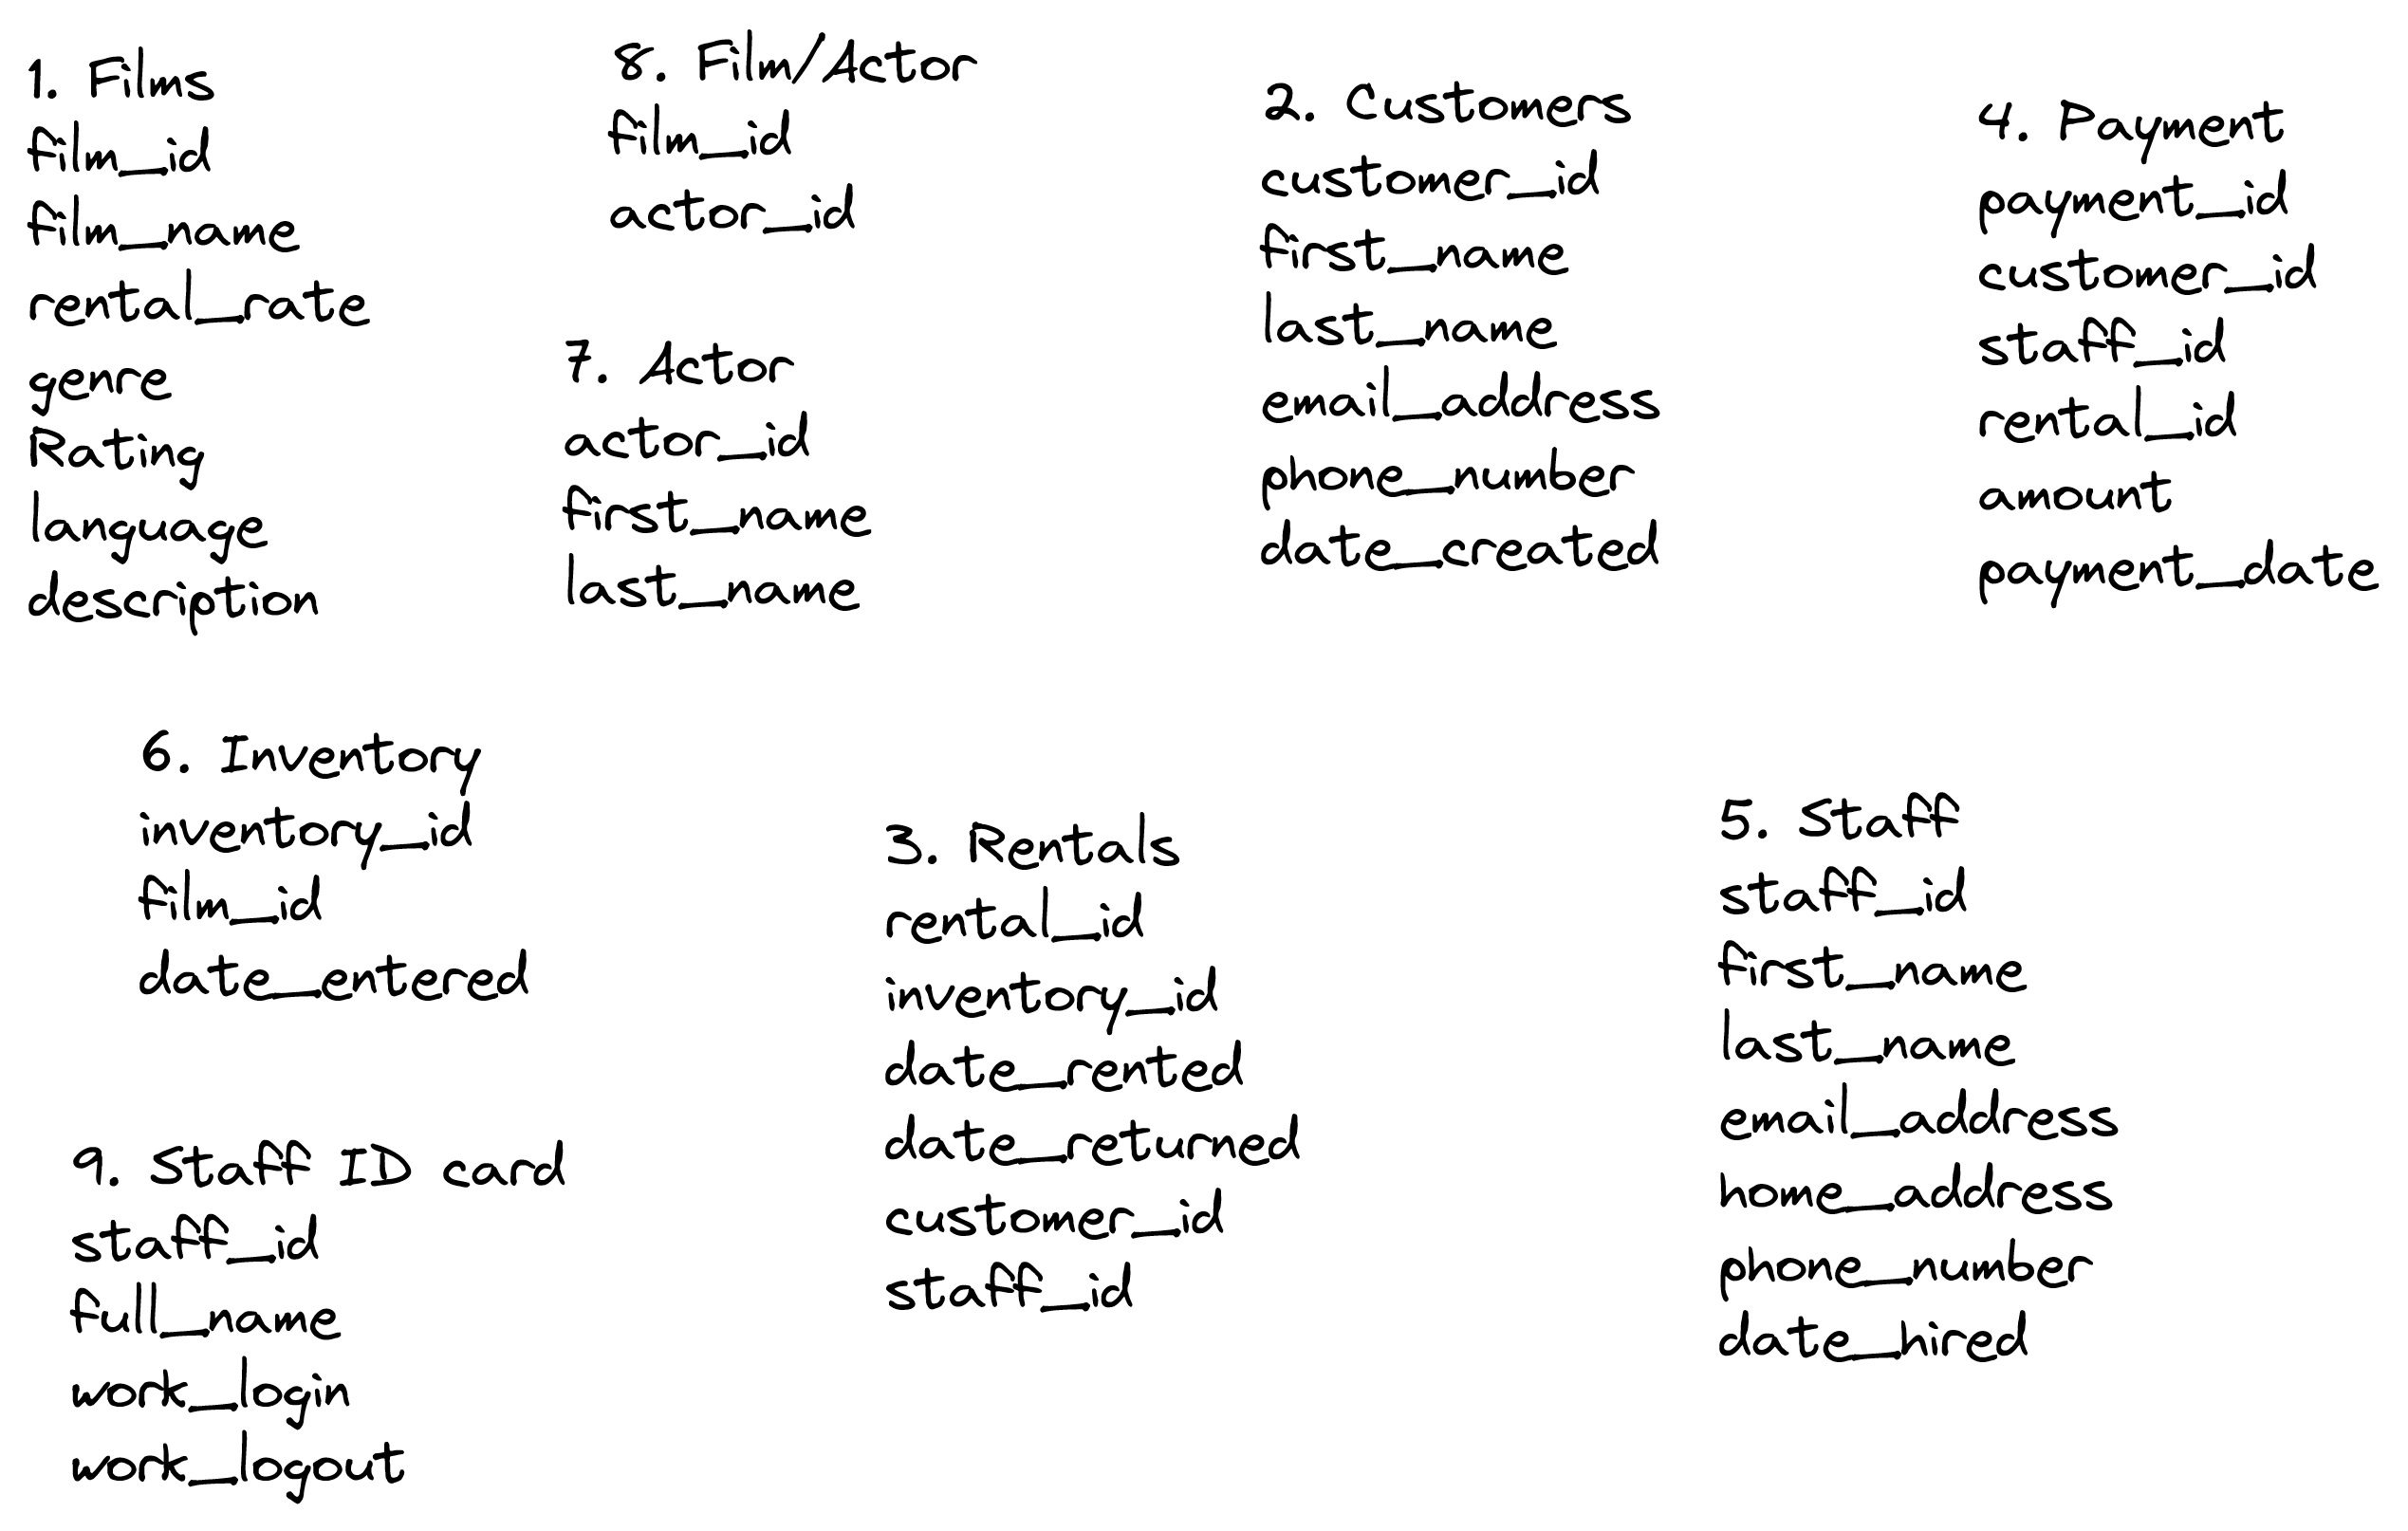 1. Films
film_id
film_name
rental_rate
genre
Rating
language
description
8. Film/Actor
film_id
actor_id
7. Actor
actor_id
first_name
last_name
2. Customers
customer_id
first_name
last_name
email_address
phone_number
date_created
4. Payment
payment_id
customer_id
staff_id
rental_id
amount
payment_date
6. Inventory
inventory_id
film_id
date_entered
9. Staff ID card
staff_id
full_name
work_login
work_logout
3. Rentals
rental_id
inventory_id
date_rented
date_returned
customer_id
staff_id
5. Staff
staff_id
first_name
last_name
email_address
home_address
phone_number
date_hired